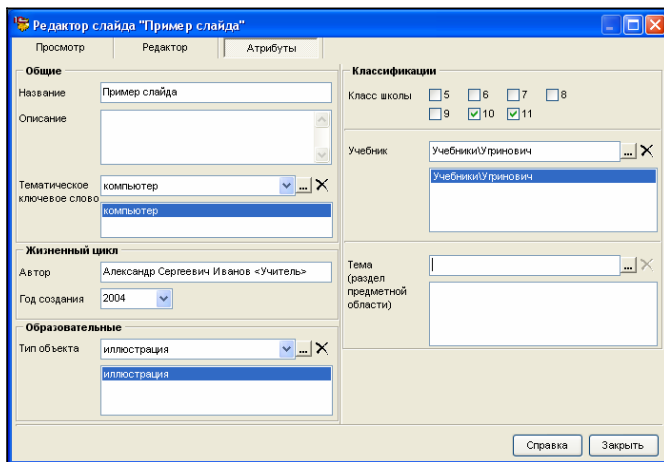 Редактор слайда "Пример слайда"
Просмотр Редактор Атрибуты
Общие
Название Пример слайда
Описание
Тематическое ключевое слово компьютер ...
компьютер
Жизненный цикл
Автор Александр Сергеевич Иванов <Учитель>
Год создания 2004
Образовательные
Тип объекта иллюстрация ...
иллюстрация
Классификации
Класс школы 5 6 7 8
9 10 11
Учебник Учебники\Угринович ...
Учебники\Угринович
Тема ...
(раздел
предметной
области)
Справка Закрыть